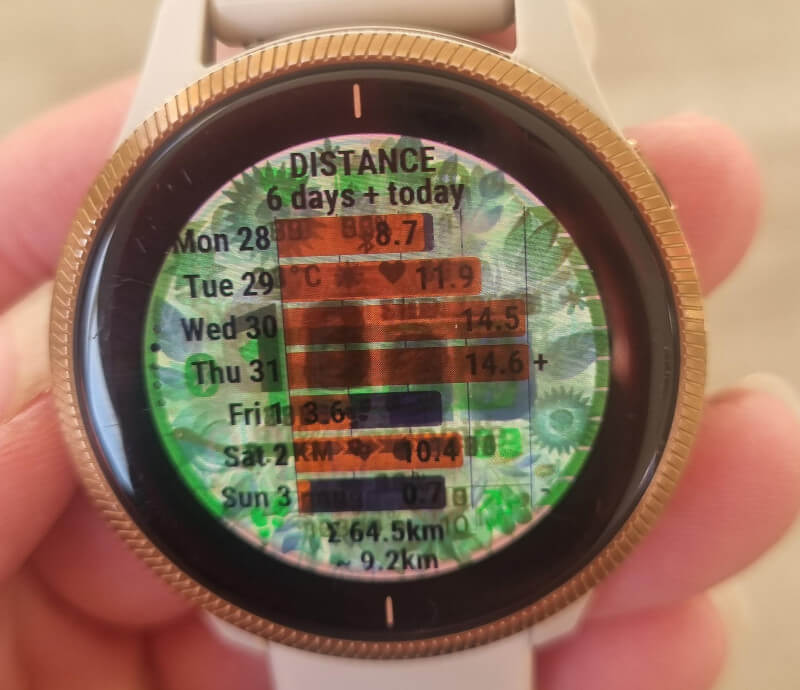 DISTANCE
6 days + today
Mon 28 8.7
Tue 29 °C 11.9
Wed 30 14.5
Thu 31 14.6 +
Fri 1 3.6
Sat 2 KM 10.4
Sun 3 0.7
Σ 64.5km
~ 9.2km